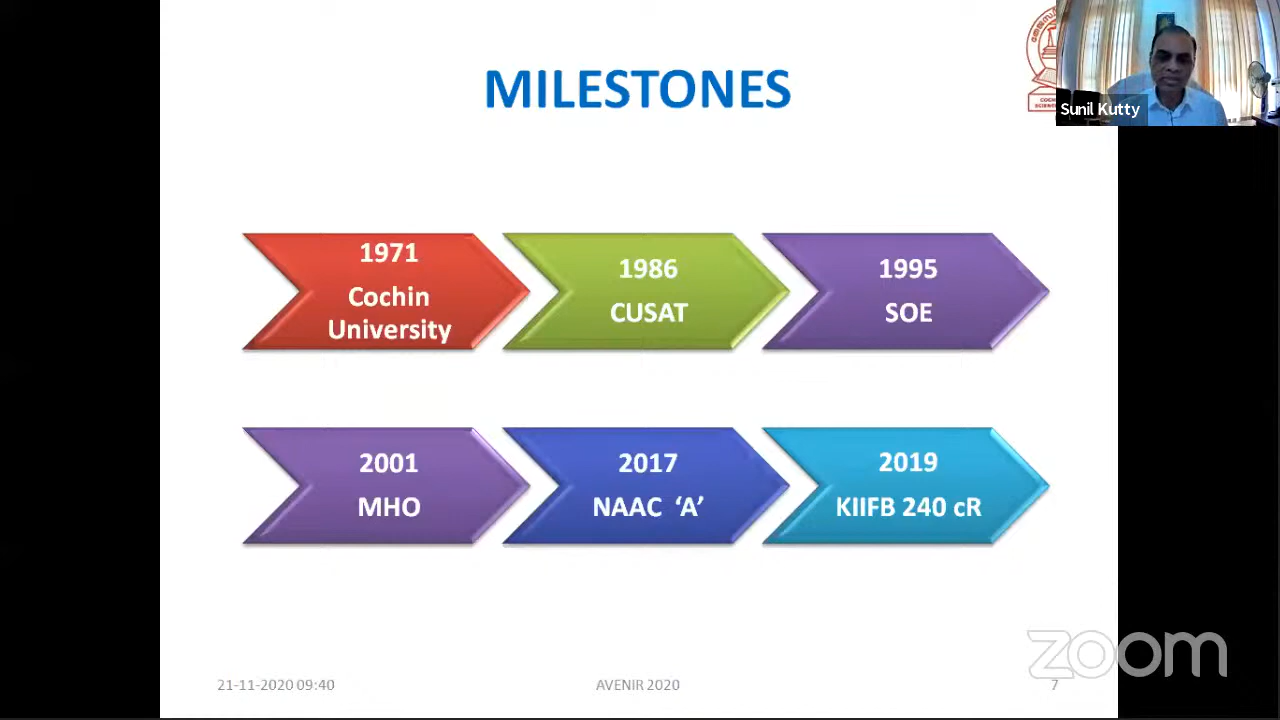 MILESTONES
Sunil Kutty
1971
Cochin
University
1986
CUSAT
1995
SOE
2001
MHO
2017
NAAC ‘A’
2019
KIIFB 240 cR
zoom
21-11-2020 09:40
AVENIR 2020
7